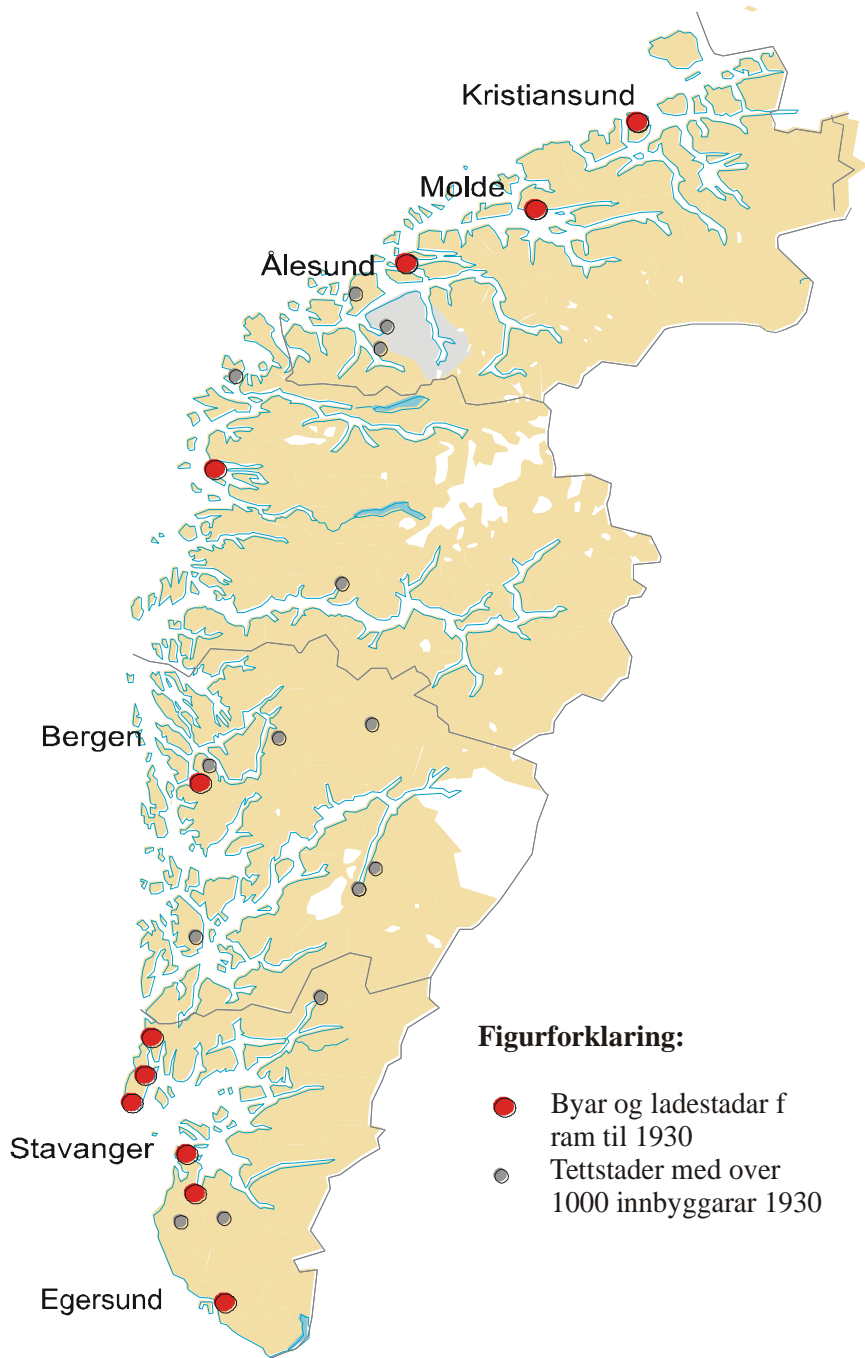 Kristiansund
Molde
Ålesund
Bergen
Stavanger
Egersund
Figurforklaring:
Byar og ladestadar f
ram til 1930
Tettstader med over
1000 innbyggarar 1930